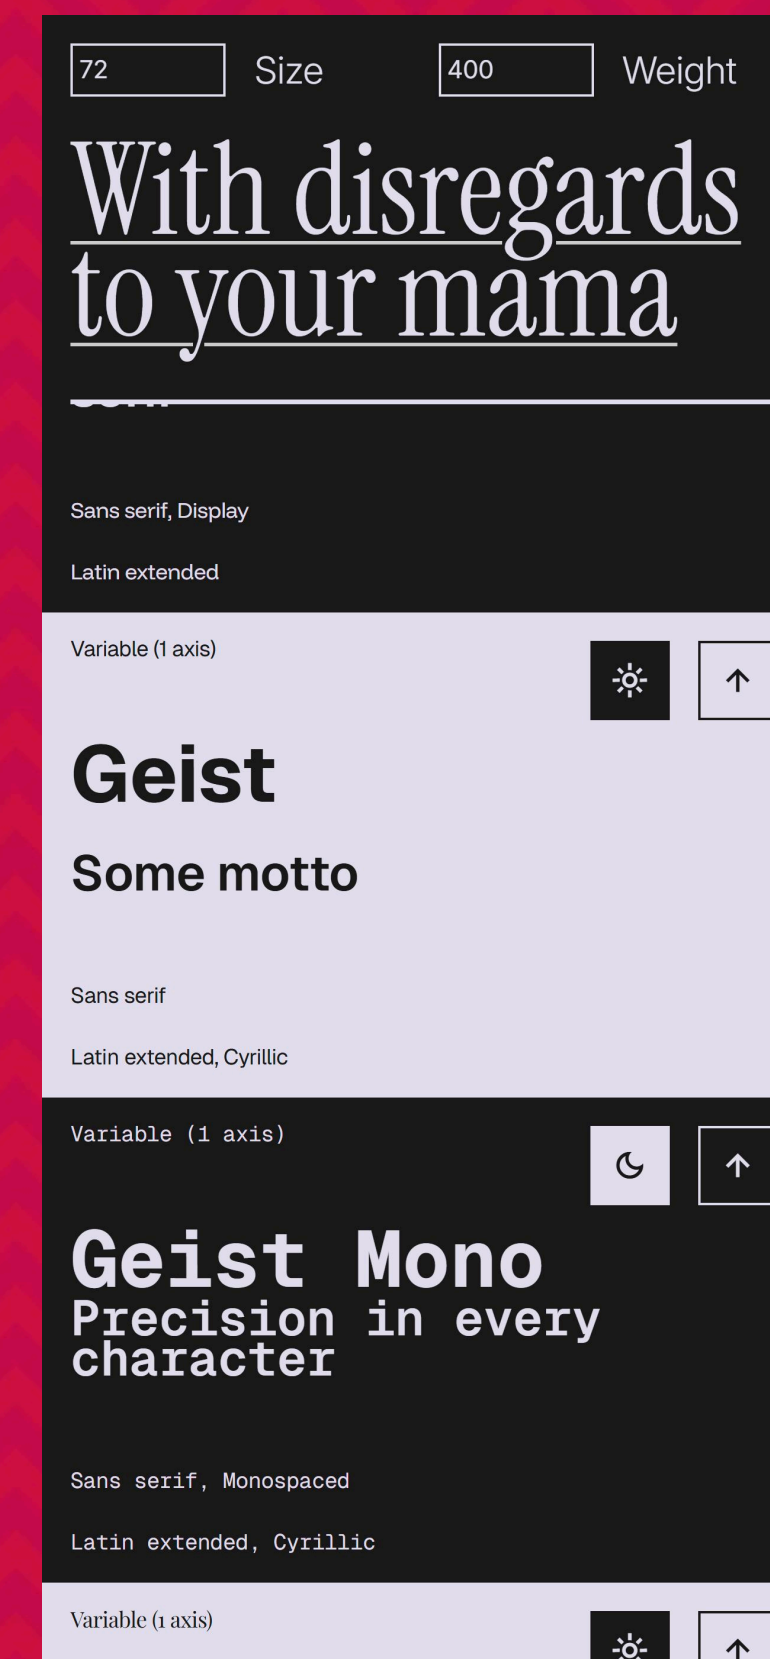 72 Size 400 Weight
With disregards
to your mama
Sans serif, Display
Latin extended
Variable (1 axis)
Geist
Some motto
Sans serif
Latin extended, Cyrillic
Variable (1 axis)
Geist Mono
Precision in every
character
Sans serif, Monospaced
Latin extended, Cyrillic
Variable (1 axis)